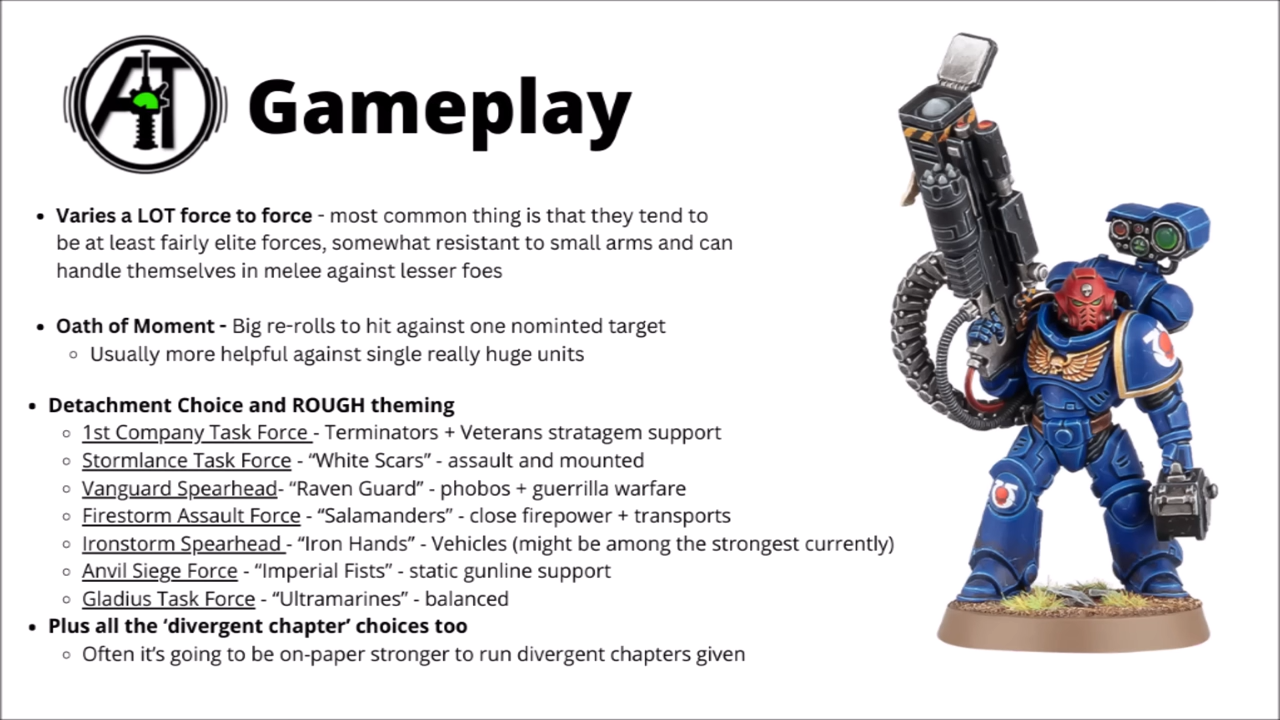 AT
Gameplay
• Varies a LOT force to force - most common thing is that they tend to
be at least fairly elite forces, somewhat resistant to small arms and can
handle themselves in melee against lesser foes
• Oath of Moment - Big re-rolls to hit against one nominted target
◦ Usually more helpful against single really huge units
• Detachment Choice and ROUGH theming
◦ 1st Company Task Force - Terminators + Veterans stratagem support
◦ Stormlance Task Force - “White Scars” - assault and mounted
◦ Vanguard Spearhead- “Raven Guard” - phobos + guerrilla warfare
◦ Firestorm Assault Force - “Salamanders” - close firepower + transports
◦ Ironstorm Spearhead - “Iron Hands” - Vehicles (might be among the strongest currently)
◦ Anvil Siege Force - “Imperial Fists” - static gunline support
◦ Gladius Task Force - “Ultramarines” - balanced
• Plus all the ‘divergent chapter’ choices too
◦ Often it’s going to be on-paper stronger to run divergent chapters given